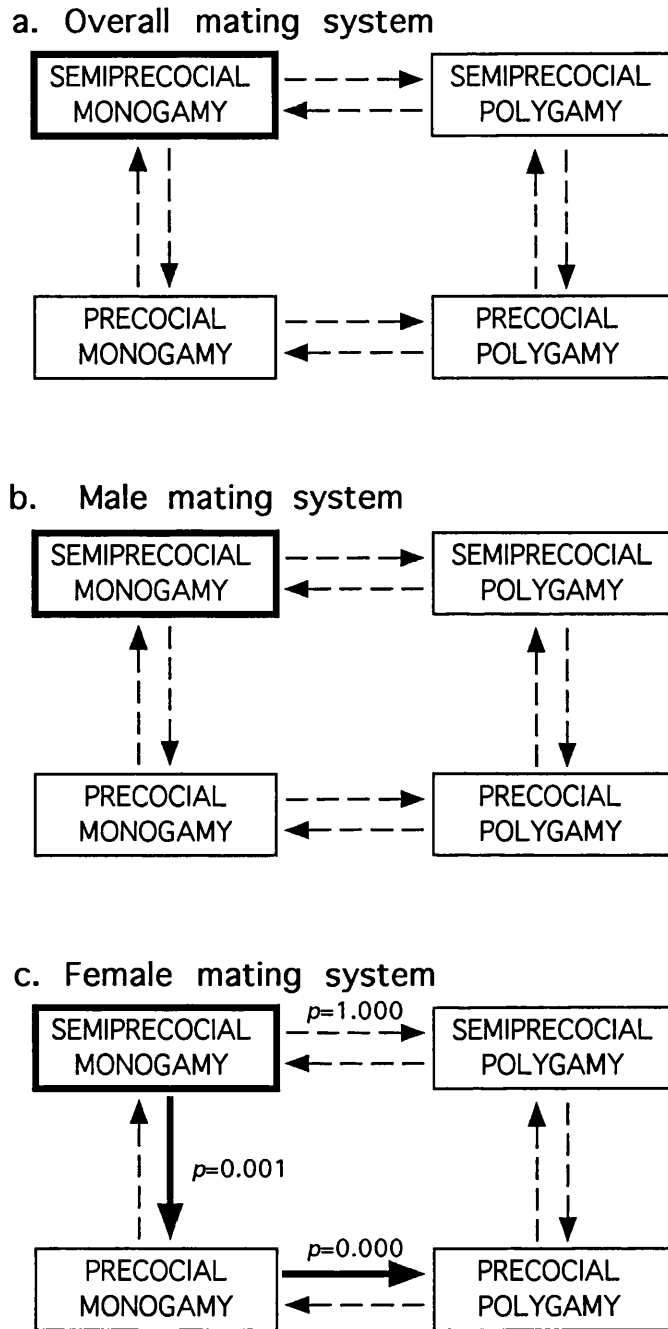 a. Overall mating system
SEMIPRECOCIAL
MONOGAMY
SEMIPRECOCIAL
POLYGAMY
PRECOCIAL
MONOGAMY
PRECOCIAL
POLYGAMY
b. Male mating system
SEMIPRECOCIAL
MONOGAMY
SEMIPRECOCIAL
POLYGAMY
PRECOCIAL
MONOGAMY
PRECOCIAL
POLYGAMY
c. Female mating system
SEMIPRECOCIAL
MONOGAMY
p=1.000
SEMIPRECOCIAL
POLYGAMY
p=0.001
PRECOCIAL
MONOGAMY
p=0.000
PRECOCIAL
POLYGAMY